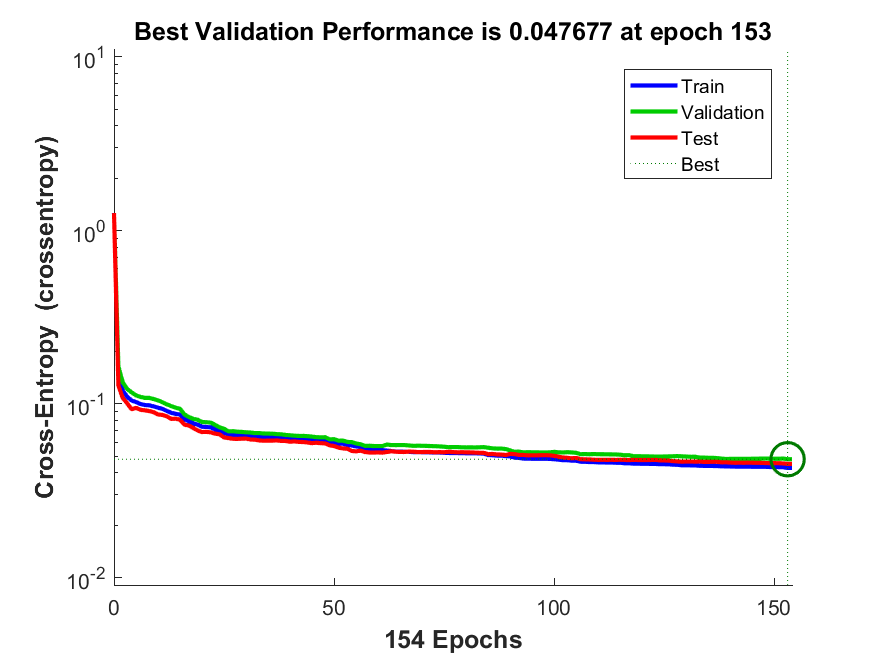 Best Validation Performance is 0.047677 at epoch 153
Cross-Entropy (crossentropy)
10^1
10^0
10^-1
10^-2
Train
Validation
Test
Best
0
50
100
150
154 Epochs